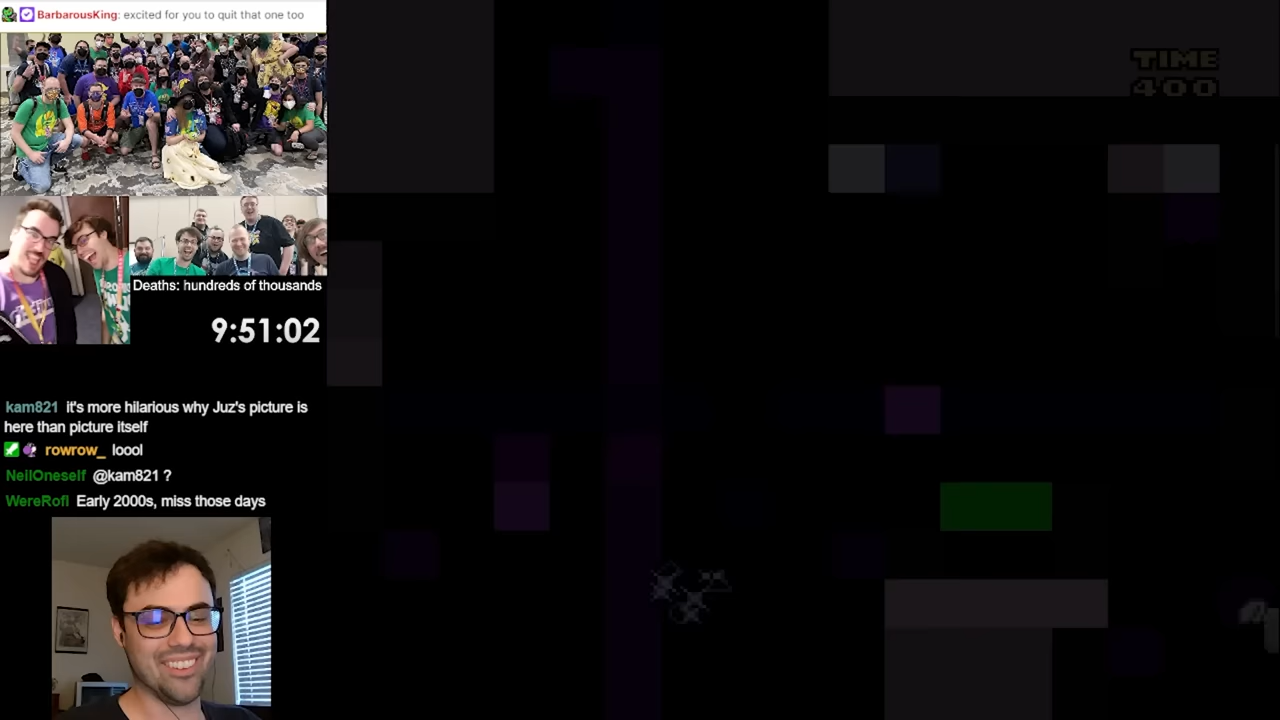 BarbarousKing: excited for you to quit that one too
TIME
400
Deaths: hundreds of thousands
9:51:02
kam821 it's more hilarious why Juz's picture is
here than picture itself
rowrow_ loool
NeilOneself @kam821 ?
WereRofl Early 2000s, miss those days